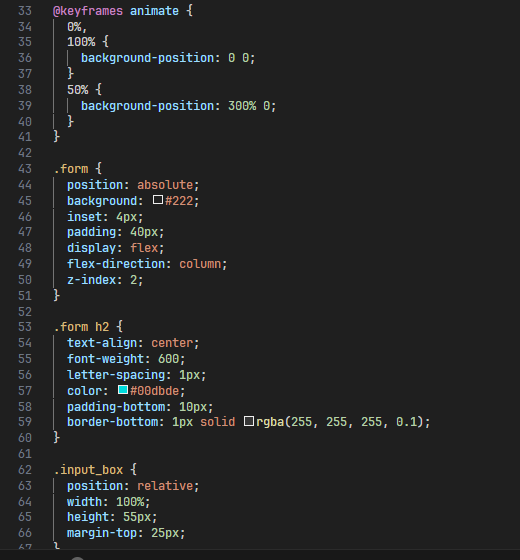 33 @keyframes animate {
34 0%,
35 100% {
36 background-position: 0 0;
37 }
38 50% {
39 background-position: 300% 0;
40 }
41 }
42
43 .form {
44 position: absolute;
45 background: #222;
46 inset: 4px;
47 padding: 40px;
48 display: flex;
49 flex-direction: column;
50 z-index: 2;
51 }
52
53 .form h2 {
54 text-align: center;
55 font-weight: 600;
56 letter-spacing: 1px;
57 color: #00dbde;
58 padding-bottom: 10px;
59 border-bottom: 1px solid rgba(255, 255, 255, 0.1);
60 }
61
62 .input_box {
63 position: relative;
64 width: 100%;
65 height: 55px;
66 margin-top: 25px;
67 }